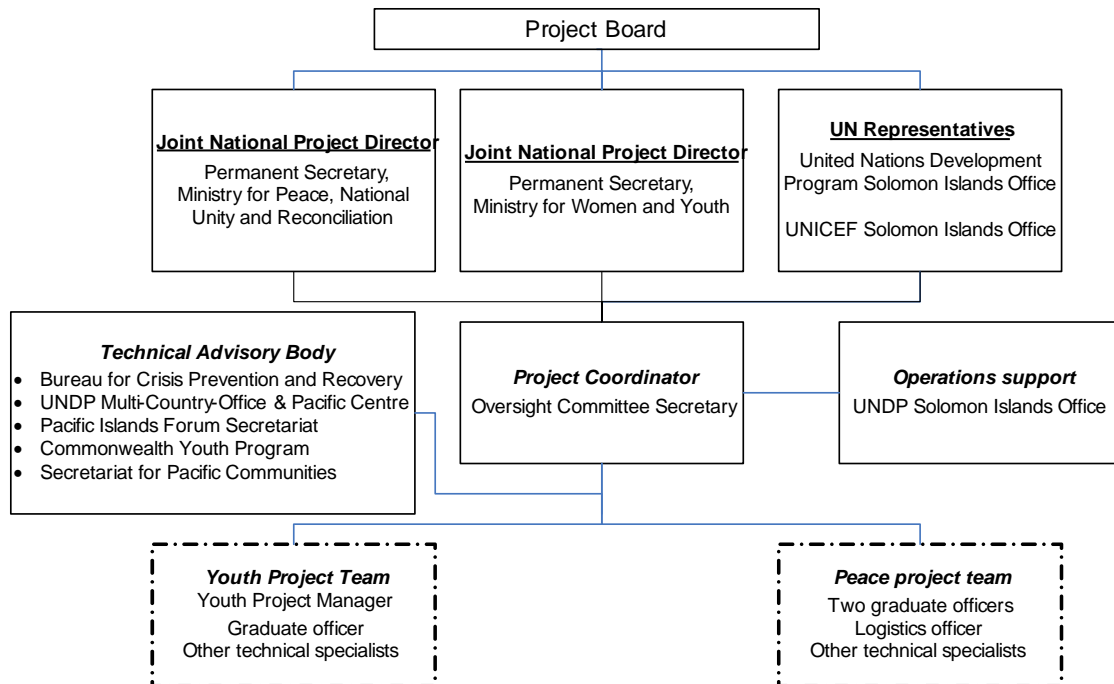 Project Board
Joint National Project Director
Permanent Secretary,
Ministry for Peace, National
Unity and Reconciliation
Joint National Project Director
Permanent Secretary,
Ministry for Women and Youth
UN Representatives
United Nations Development
Program Solomon Islands Office
UNICEF Solomon Islands Office
Technical Advisory Body
• Bureau for Crisis Prevention and Recovery
• UNDP Multi-Country-Office & Pacific Centre
• Pacific Islands Forum Secretariat
• Commonwealth Youth Program
• Secretariat for Pacific Communities
Project Coordinator
Oversight Committee Secretary
Operations support
UNDP Solomon Islands Office
Youth Project Team
Youth Project Manager
Graduate officer
Other technical specialists
Peace project team
Two graduate officers
Logistics officer
Other technical specialists